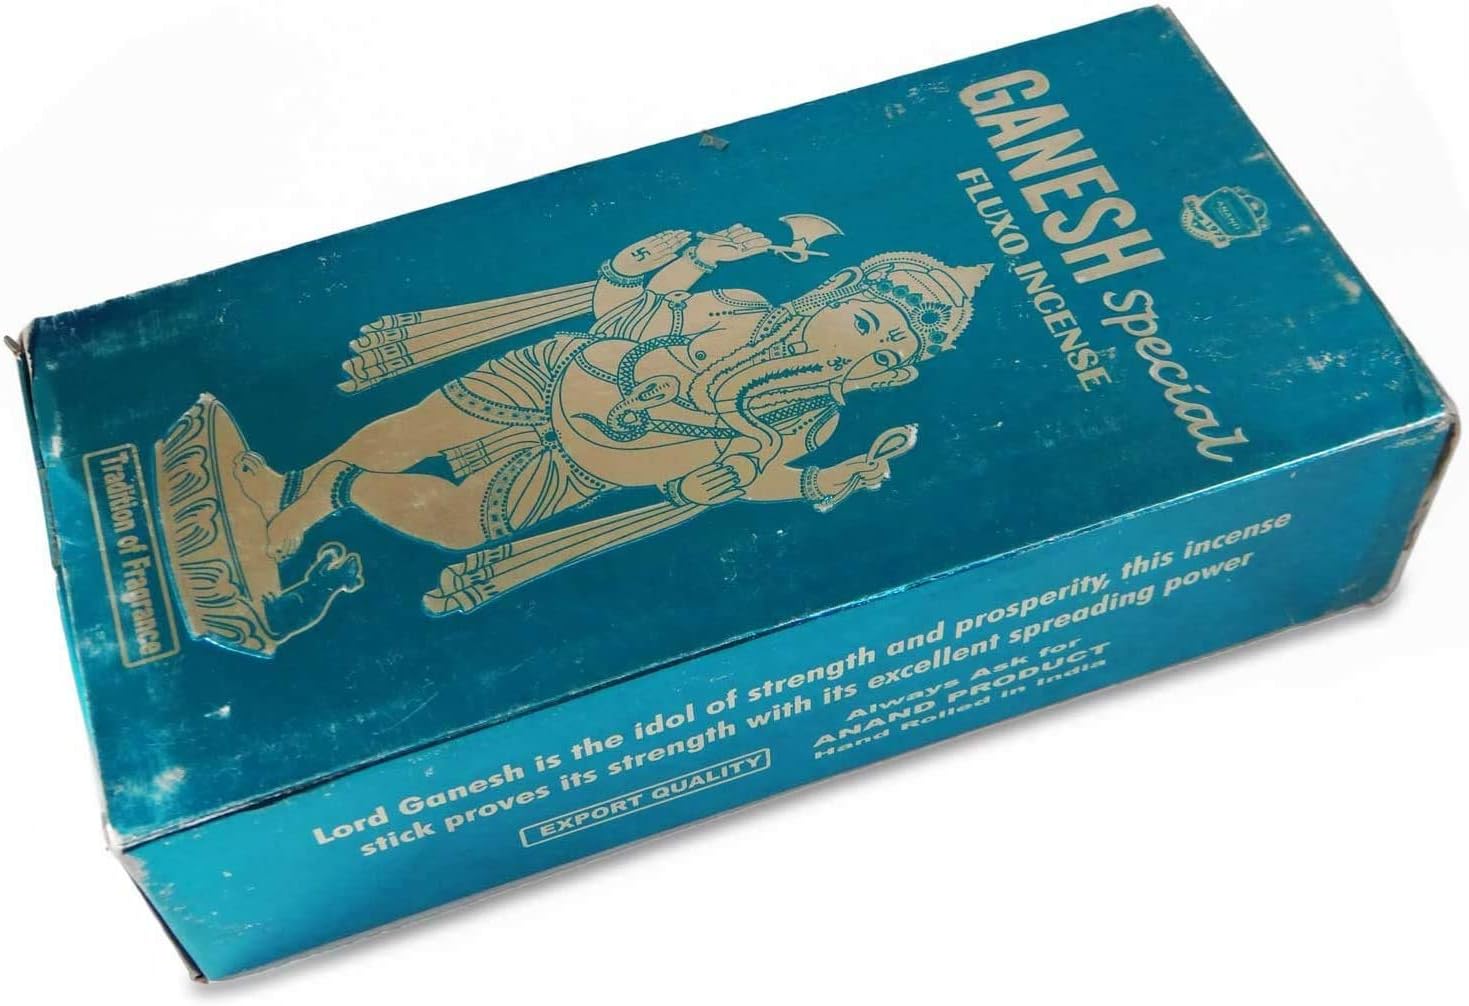 GANESH Special
FLUXO INCENSE
ANAND
Tradition of Fragrance
Lord Ganesh is the idol of strength and prosperity, this incense
stick proves its strength with its excellent spreading power
EXPORT QUALITY
Always Ask for
ANAND PRODUCT
Hand Rolled in India